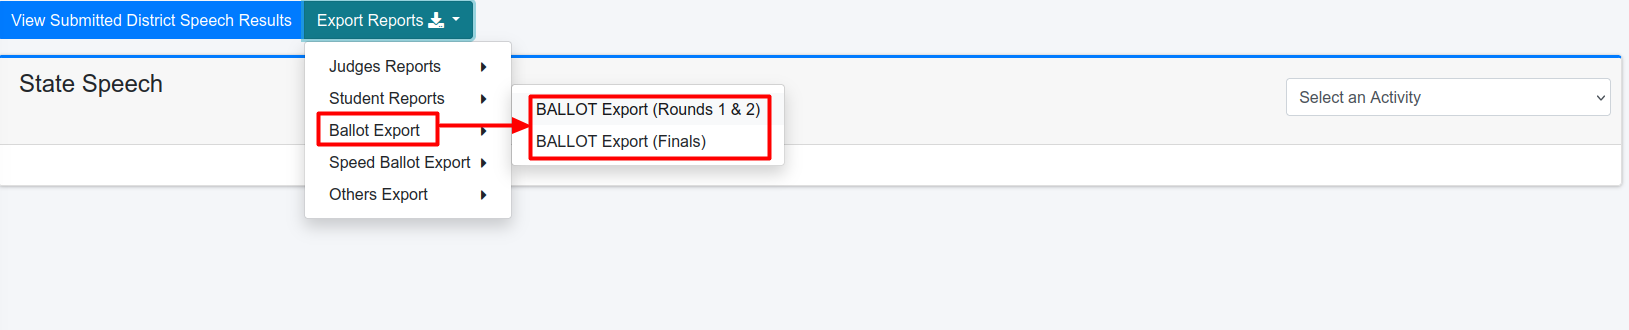 View Submitted District Speech Results
Export Reports
State Speech
Select an Activity
Judges Reports
Student Reports
Ballot Export
Speed Ballot Export
Others Export
BALLOT Export (Rounds 1 & 2)
BALLOT Export (Finals)